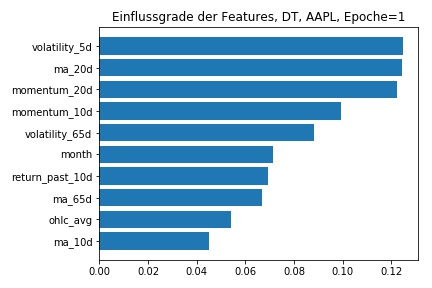 Einflussgrade der Features, DT, AAPL, Epoche=1
volatility_5d
ma_20d
momentum_20d
momentum_10d
volatility_65d
month
return_past_10d
ma_65d
ohlc_avg
ma_10d
0.00 0.02 0.04 0.06 0.08 0.10 0.12